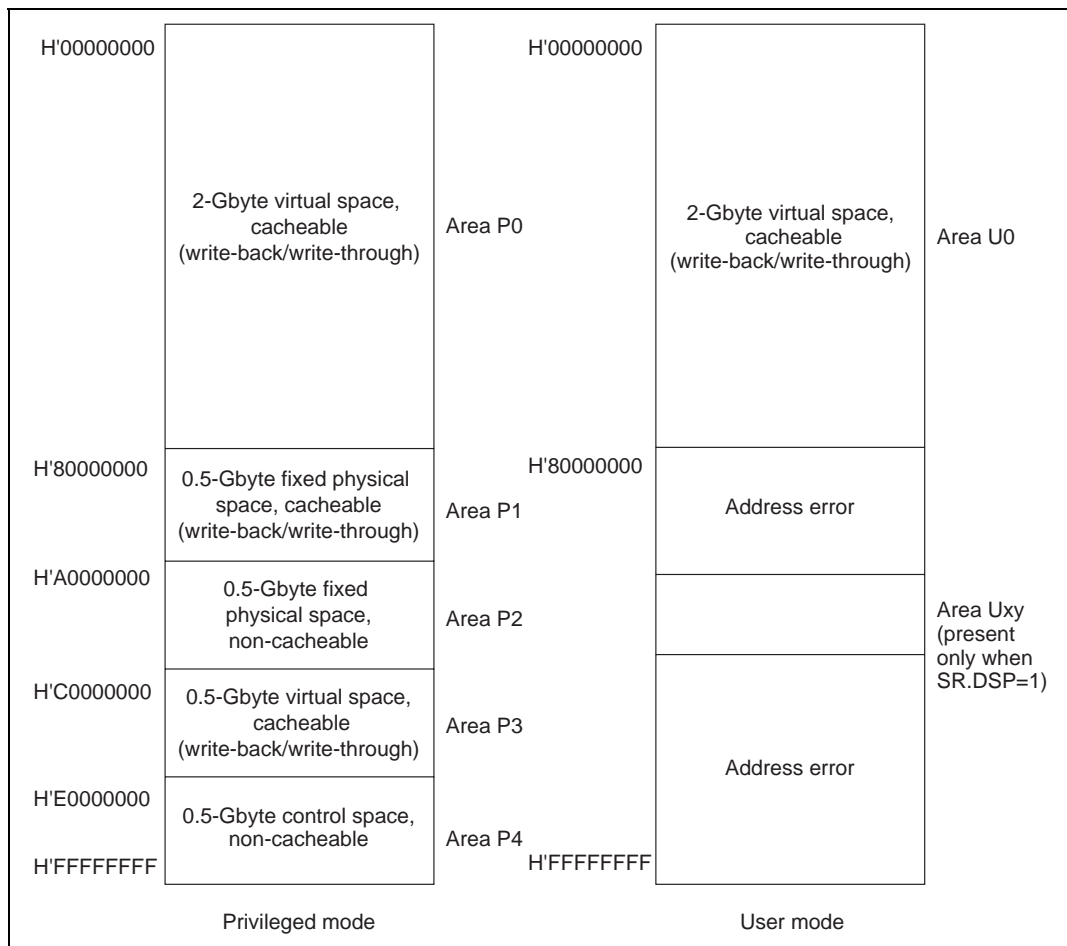 H'00000000
2-Gbyte virtual space,
cacheable
(write-back/write-through)
Area P0
H'80000000
0.5-Gbyte fixed physical
space, cacheable
(write-back/write-through)
Area P1
H'A0000000
0.5-Gbyte fixed
physical space,
non-cacheable
Area P2
H'C0000000
0.5-Gbyte virtual space,
cacheable
(write-back/write-through)
Area P3
H'E0000000
0.5-Gbyte control space,
non-cacheable
Area P4
H'FFFFFFFF
Privileged mode
H'00000000
2-Gbyte virtual space,
cacheable
(write-back/write-through)
Area U0
H'80000000
Address error
Area Uxy
(present
only when
SR.DSP=1)
Address error
H'FFFFFFFF
User mode